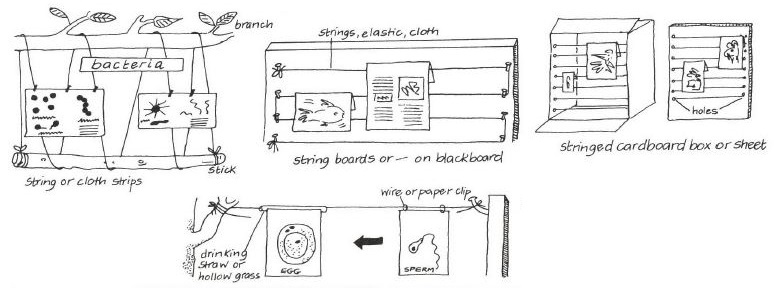 branch
bacteria
stick
string or cloth strips
strings, elastic, cloth
string boards or — on blackboard
holes
stringed cardboard box or sheet
wire or paper clip
drinking
straw or
hollow grass
EGG
SPERM